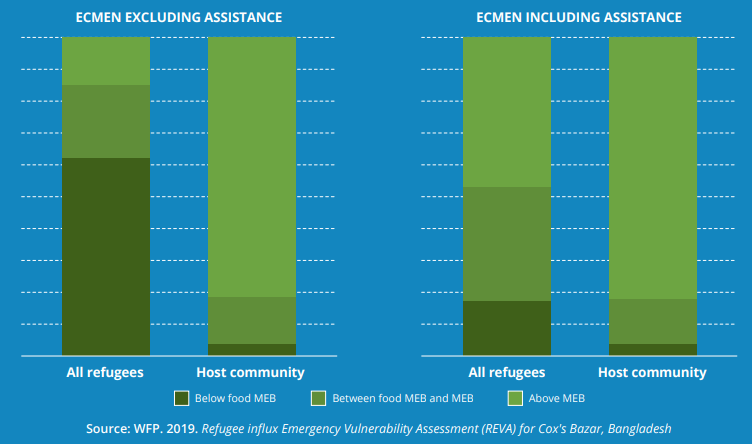 ECMEN EXCLUDING ASSISTANCE
ECMEN INCLUDING ASSISTANCE
All refugees
Host community
All refugees
Host community
Below food MEB
Between food MEB and MEB
Above MEB
Source: WFP. 2019. Refugee influx Emergency Vulnerability Assessment (REVA) for Cox's Bazar, Bangladesh